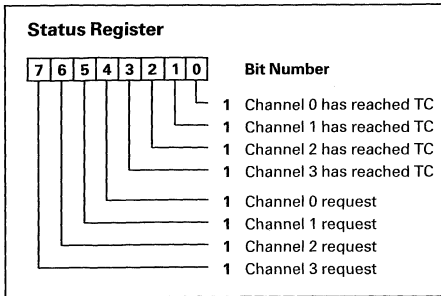 Status Register
7 6 5 4 3 2 1 0 Bit Number
1 Channel 0 has reached TC
1 Channel 1 has reached TC
1 Channel 2 has reached TC
1 Channel 3 has reached TC
1 Channel 0 request
1 Channel 1 request
1 Channel 2 request
1 Channel 3 request